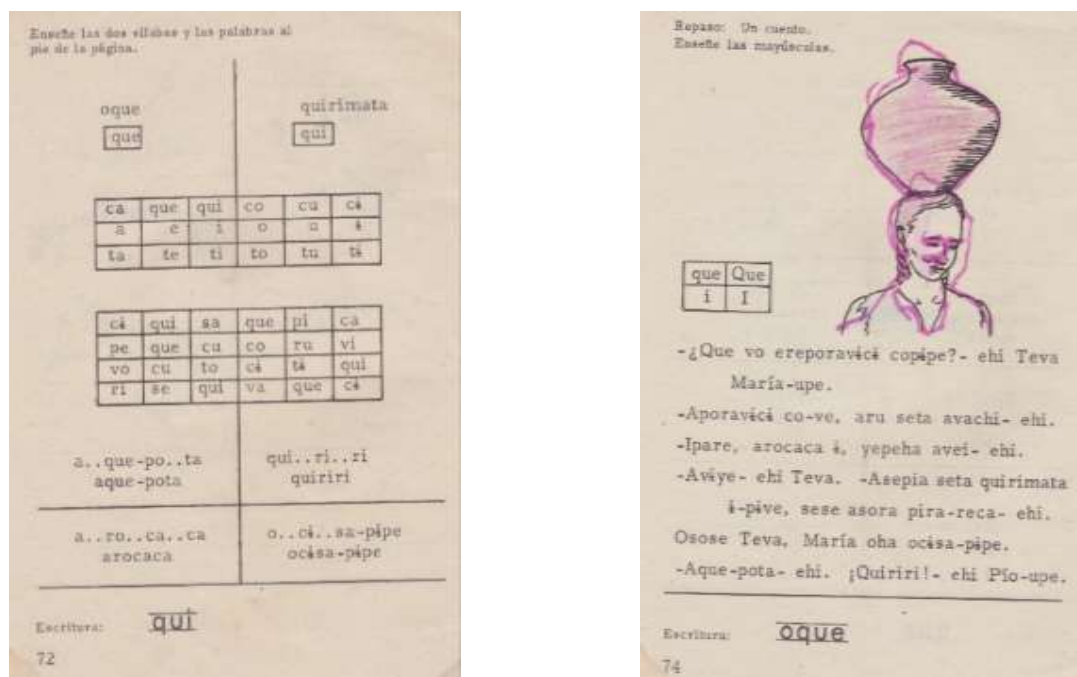 Enseñe las dos sílabas y las palabras al
pie de la página.
oque quirimata
que qui
ca que qui co cu cɨ
a e i o u ɨ
ta te ti to tu tɨ
cɨ qui sa que pi ca
pe que cu co ru vi
vo cu to cɨ tɨ qui
ri se qui va que cɨ
a..que-po..ta qui..ri..ri
aque-pota quiriri
a..ro..ca..ca o..cɨ..sa-pɨpe
arocaca ocɨsa-pɨpe
Escritura: qui
72
Repaso: Un cuento.
Enseñe las mayúsculas.
que Que
i I
-¿Que vo ereporavɨcɨ copɨpe?- ehi Teva
María-upe.
-Aporavɨcɨ co-ve, aru seta avachi- ehi.
-Ipare, arocaca ɨ, yepeha avei- ehi.
-Avɨye- ehi Teva. -Asepia seta quirimata
ɨ-pɨve, sese asora pira-reca- ehi.
Osose Teva, María oha ocɨsa-pɨpe.
-Aque-pota- ehi. ¡Quiriri!- ehi Pío-upe.
Escritura: oque
74